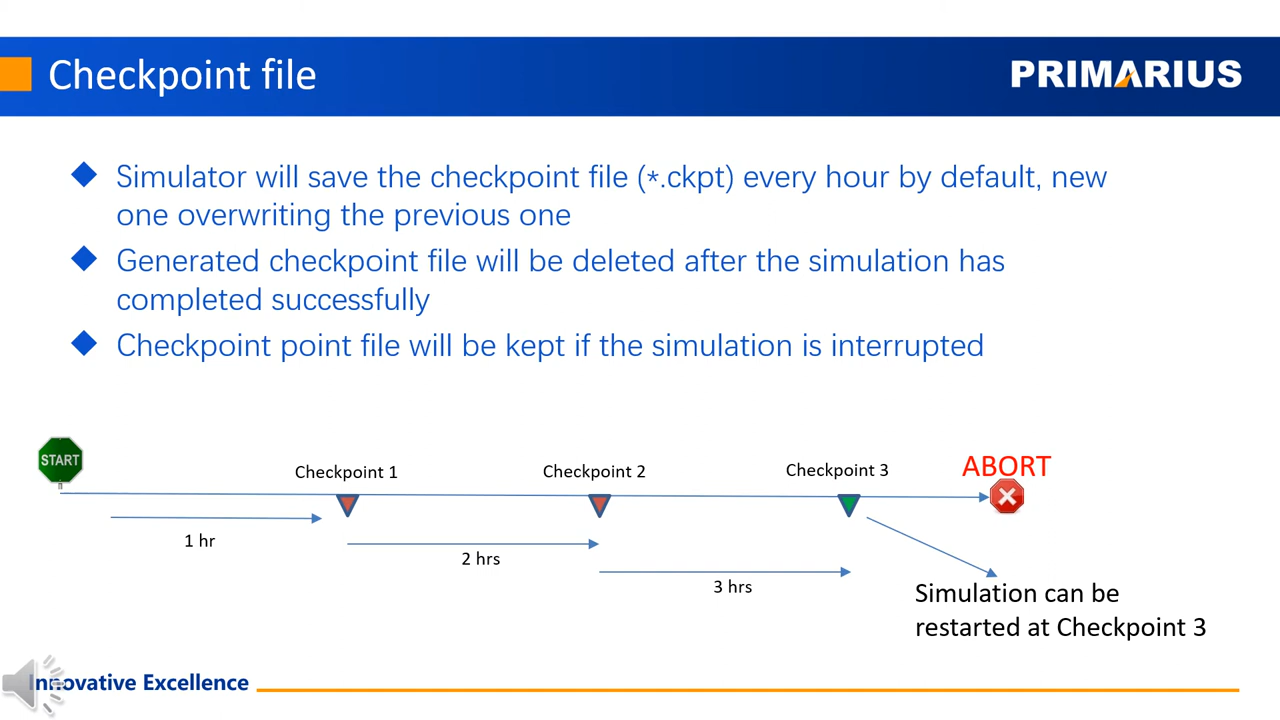 Checkpoint file
PRIMARIUS
Simulator will save the checkpoint file (*.ckpt) every hour by default, new
one overwriting the previous one
Generated checkpoint file will be deleted after the simulation has
completed successfully
Checkpoint point file will be kept if the simulation is interrupted
START
Checkpoint 1
Checkpoint 2
Checkpoint 3
ABORT
1 hr
2 hrs
3 hrs
Simulation can be
restarted at Checkpoint 3
Innovative Excellence